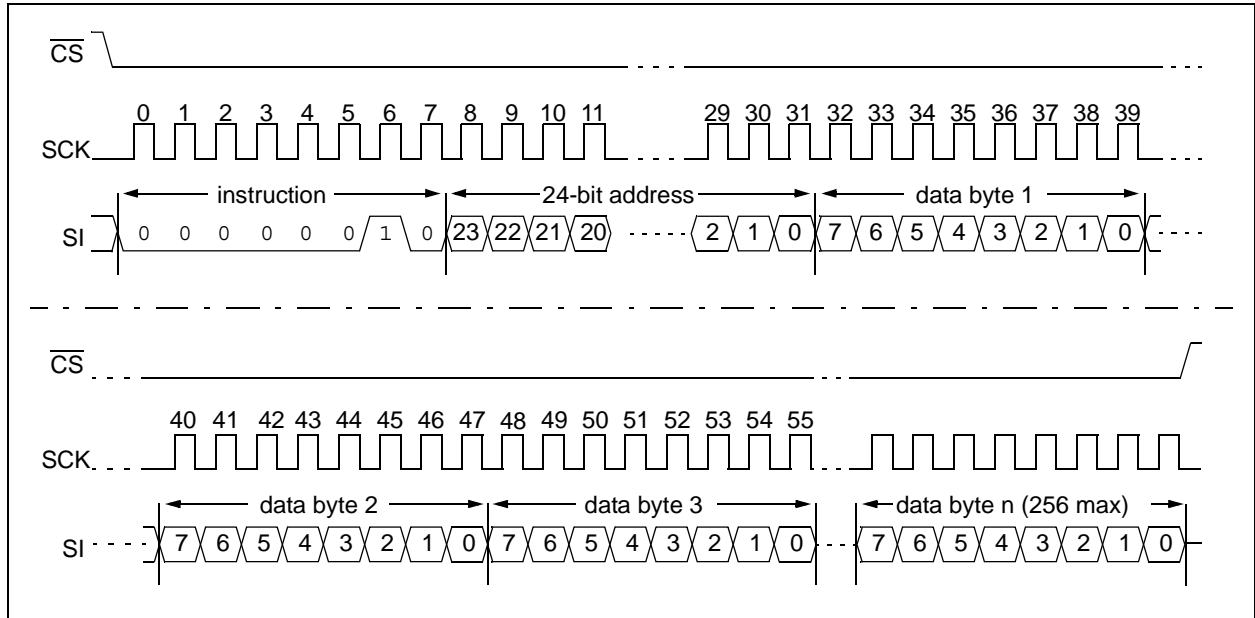 CS
0 1 2 3 4 5 6 7 8 9 10 11 29 30 31 32 33 34 35 36 37 38 39
SCK
instruction 24-bit address data byte 1
SI 0 0 0 0 0 0 1 0 23 22 21 20 2 1 0 7 6 5 4 3 2 1 0
CS
40 41 42 43 44 45 46 47 48 49 50 51 52 53 54 55
SCK
data byte 2 data byte 3 data byte n (256 max)
SI 7 6 5 4 3 2 1 0 7 6 5 4 3 2 1 0 7 6 5 4 3 2 1 0